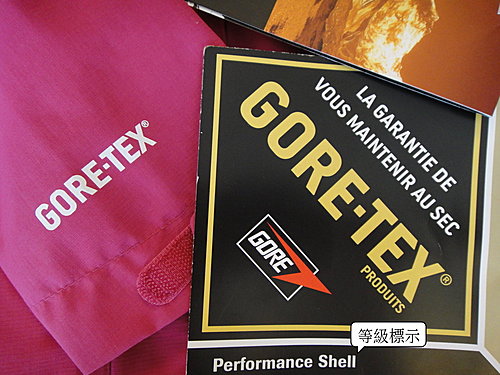 GORE-TEX®
LA GARANTIE DE
VOUS MAINTENIR AU SEC
GORE-TEX®
PRODUITS
GORE
等級標示
Performance Shell